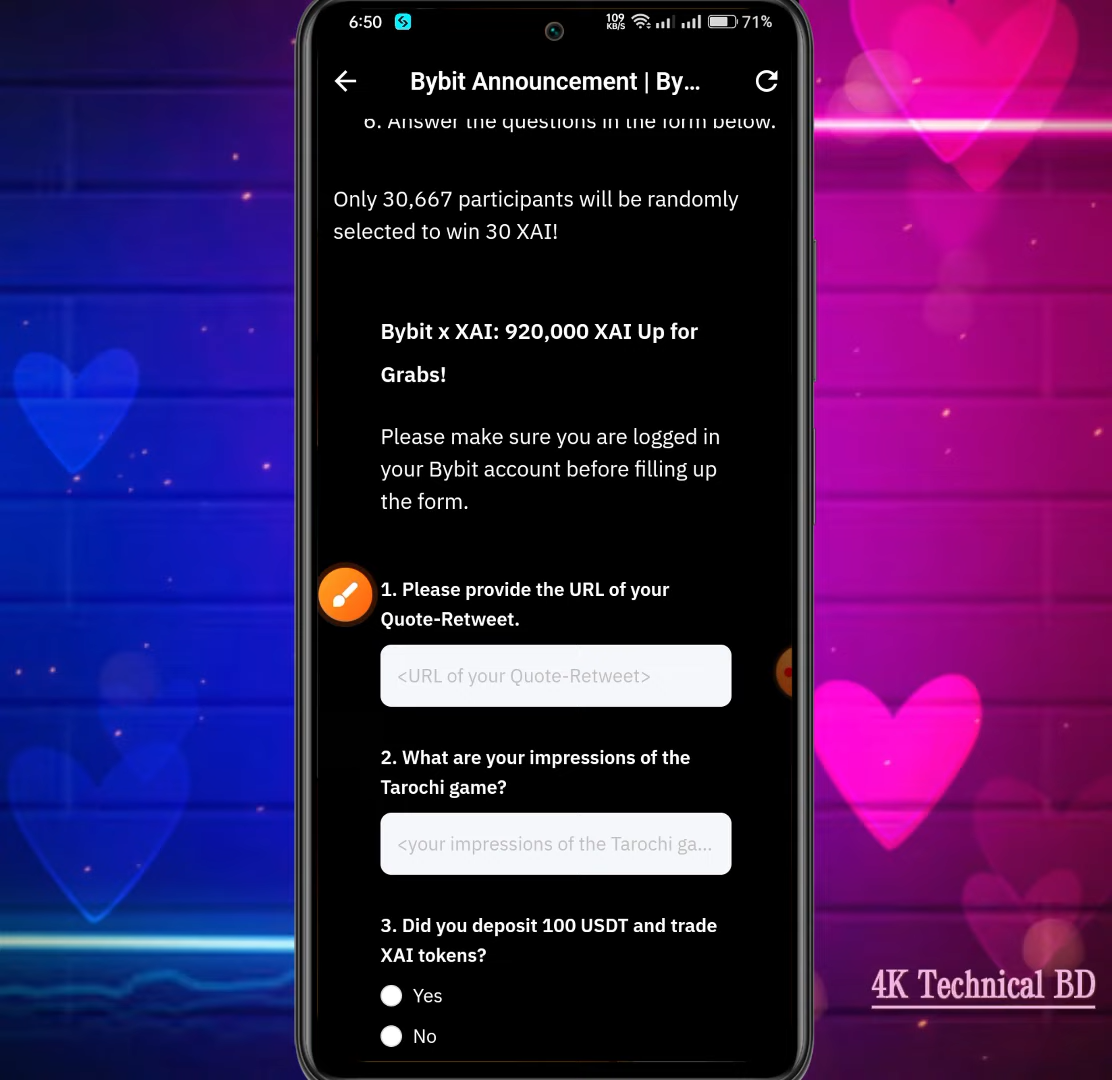 6:50
109
KB/S
71%
Bybit Announcement | By...
6. Answer the questions in the form below.
Only 30,667 participants will be randomly
selected to win 30 XAI!
Bybit x XAI: 920,000 XAI Up for
Grabs!
Please make sure you are logged in
your Bybit account before filling up
the form.
1. Please provide the URL of your
Quote-Retweet.
<URL of your Quote-Retweet>
2. What are your impressions of the
Tarochi game?
<your impressions of the Tarochi ga...
3. Did you deposit 100 USDT and trade
XAI tokens?
Yes
No
4K Technical BD